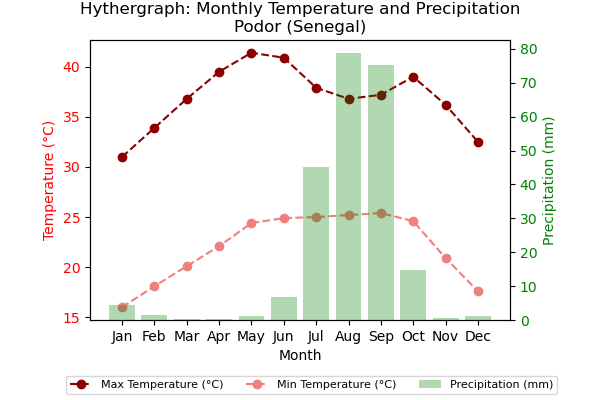 Hythergraph: Monthly Temperature and Precipitation
Podor (Senegal)
Temperature (°C)
40
35
30
25
20
15
80
70
60
50
40
30
20
10
0
Precipitation (mm)
Jan Feb Mar Apr May Jun Jul Aug Sep Oct Nov Dec
Month
Max Temperature (°C) Min Temperature (°C) Precipitation (mm)